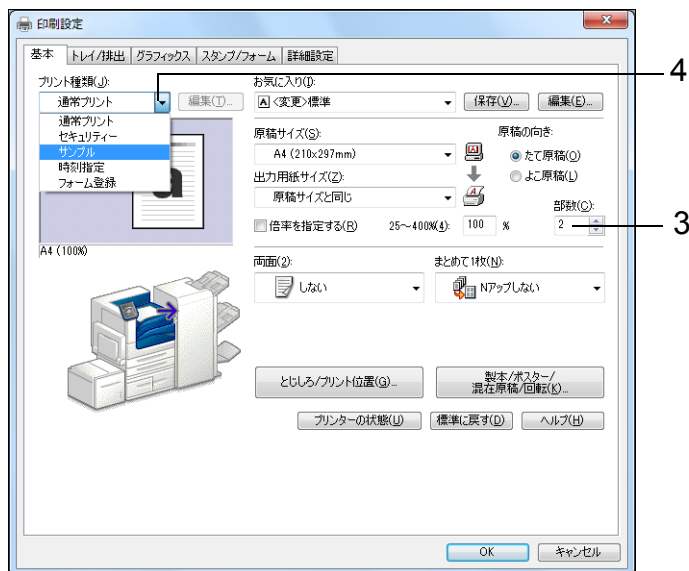 印刷設定
基本 トレイ/排出 グラフィックス スタンプ/フォーム 詳細設定
プリント種類(J):
通常プリント 編集(T)...
通常プリント
セキュリティー
サンプル
時刻指定
フォーム登録
a
A4 (100%)
お気に入り(I):
A <変更>標準 保存(V)... 編集(E)...
4
原稿サイズ(S):
A4 (210x297mm)
出力用紙サイズ(Z):
原稿サイズと同じ
原稿の向き:
たて原稿(O)
よこ原稿(L)
倍率を指定する(R) 25～400%(4): 100 %
部数(C):
2
3
両面(2):
しない
まとめて1枚(N):
Nアップしない
とじしろ/プリント位置(G)...
製本/ポスター/
混在原稿/回転(K)...
プリンターの状態(U) 標準に戻す(D) ヘルプ(H)
OK キャンセル